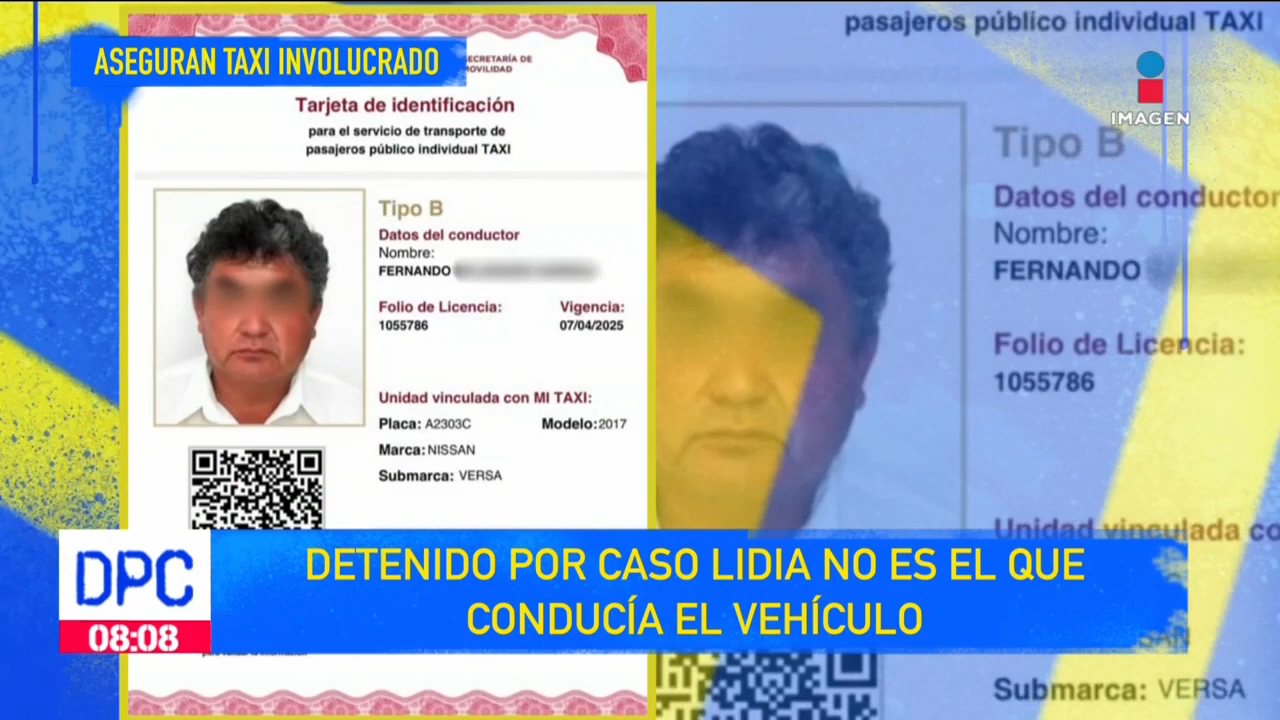 ASEGURAN TAXI INVOLUCRADO
SECRETARÍA DE
MOVILIDAD
Tarjeta de identificación
para el servicio de transporte de
pasajeros público individual TAXI
Tipo B
Datos del conductor
Nombre:
FERNANDO
Folio de Licencia: Vigencia:
1055786 07/04/2025
Unidad vinculada con MI TAXI:
Placa: A2303C Modelo:2017
Marca: NISSAN
Submarca: VERSA
pasajeros público individual TAXI
IMAGEN
Tipo B
Datos del conductor
Nombre:
FERNANDO
Folio de Licencia:
1055786
Unidad vinculada co
Submarca: VERSA
DPC
08:08
DETENIDO POR CASO LIDIA NO ES EL QUE
CONDUCÍA EL VEHÍCULO